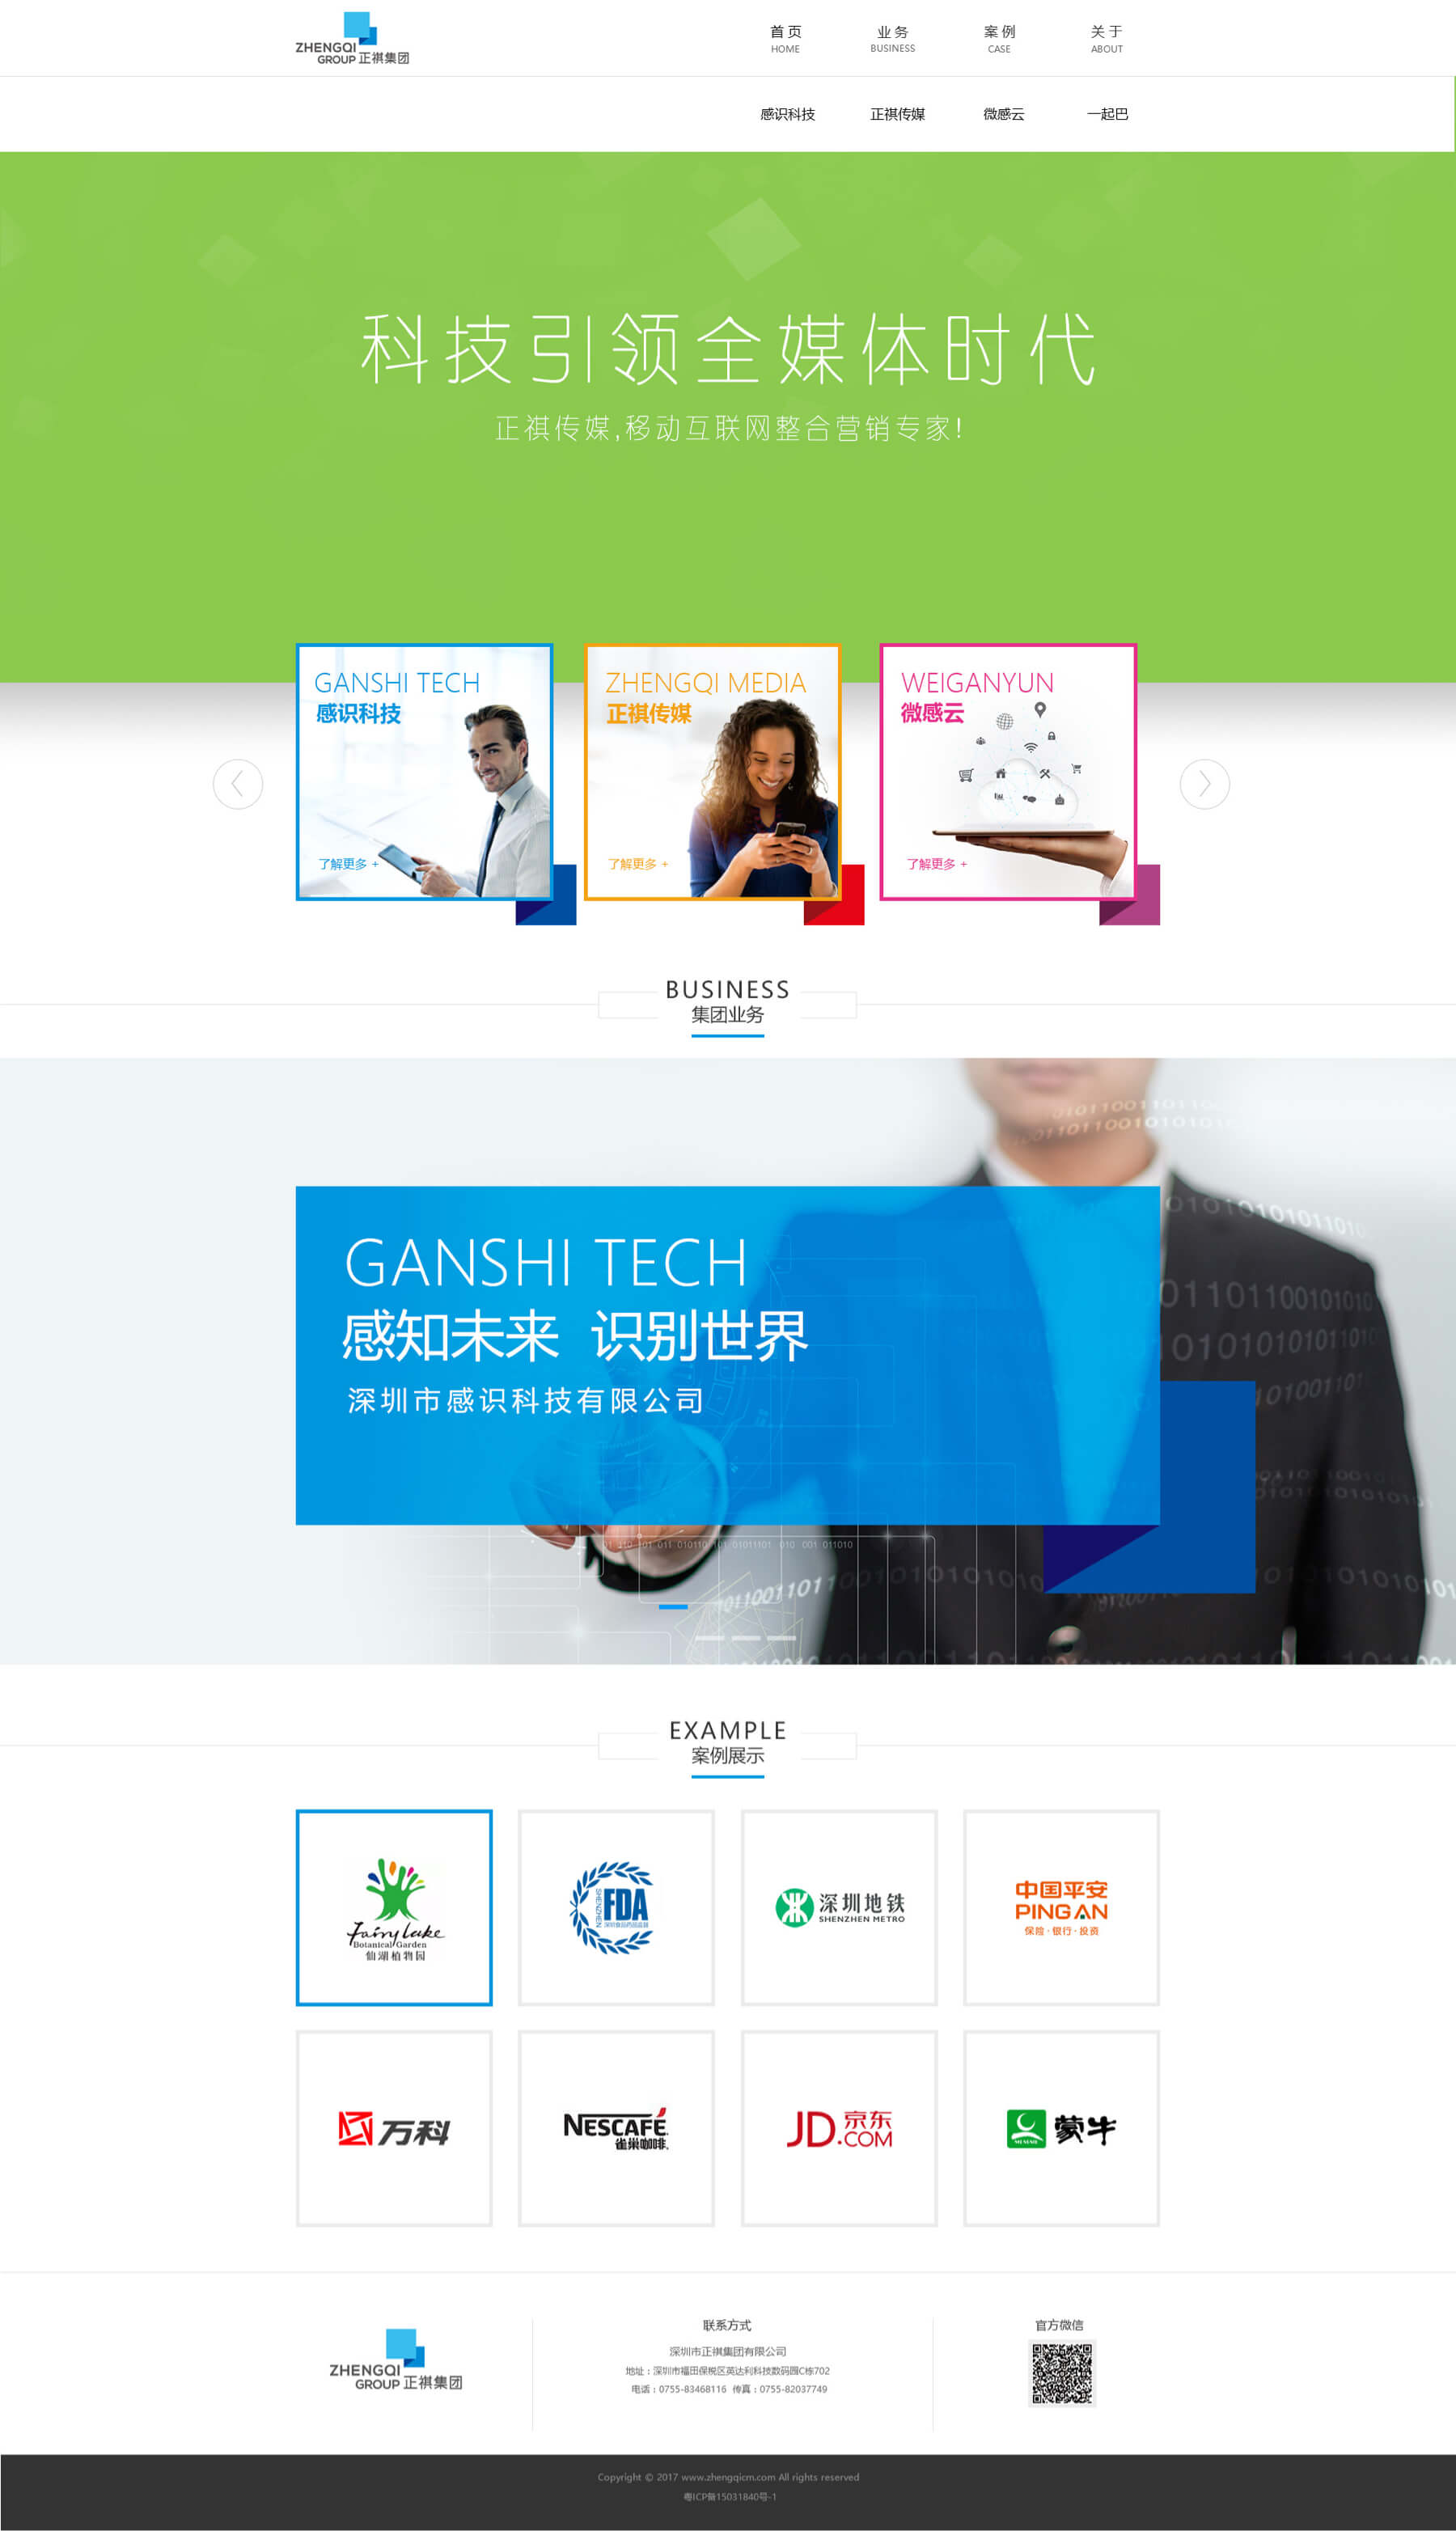 ZHENGQI
GROUP 正祺集团
首页 业务 案例 关于
HOME BUSINESS CASE ABOUT
感识科技 正祺传媒 微感云 一起巴
科技引领全媒体时代
正祺传媒,移动互联网整合营销专家!
GANSHI TECH
感识科技
了解更多 +
ZHENGQI MEDIA
正祺传媒
了解更多 +
WEIGANYUN
微感云
了解更多 +
BUSINESS
集团业务
GANSHI TECH
感知未来 识别世界
深圳市感识科技有限公司
EXAMPLE
案例展示
Fairy Lake
Botanical Garden
仙湖植物园
FDA
SHENZHEN
深圳食品药品监督
深圳地铁
SHENZHEN METRO
中国平安
PING AN
保险·银行·投资
万科
NESCAFÉ
雀巢咖啡
JD.COM
京东
蒙牛
ZHENGQI
GROUP 正祺集团
联系方式
深圳市正祺集团有限公司
地址：深圳市福田保税区英达利科技数码园C栋702
电话：0755-83468116 传真：0755-82037749
官方微信
Copyright © 2017 www.zhengqicm.com All rights reserved
粤ICP备15031840号-1